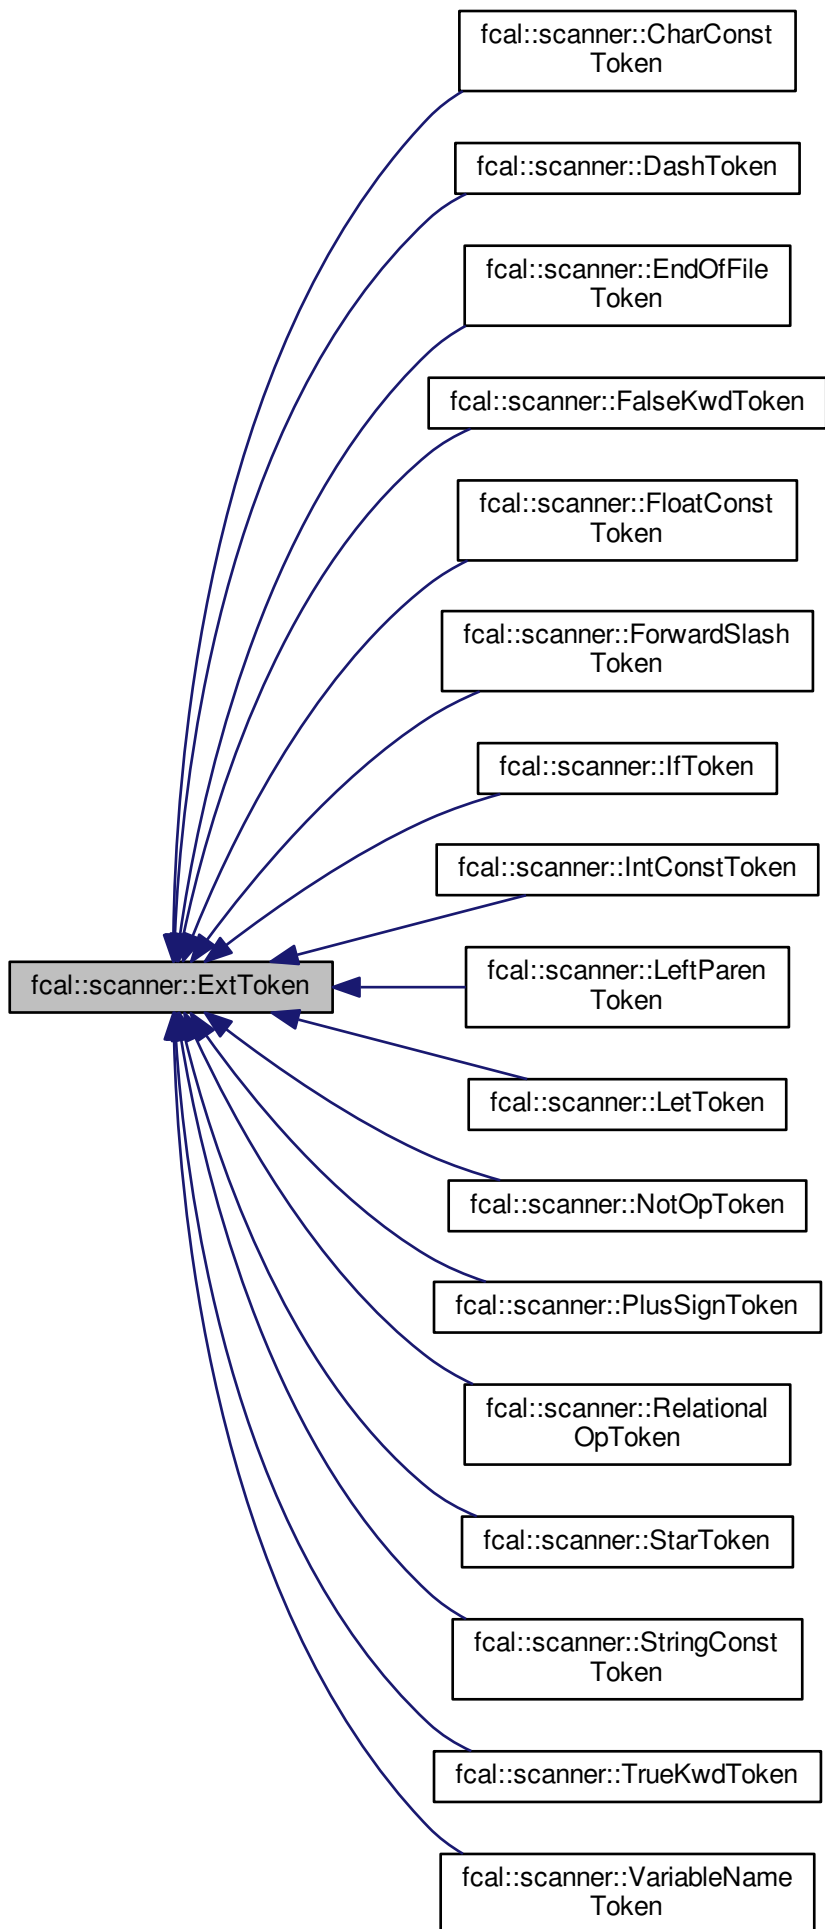 fcal::scanner::CharConst
Token
fcal::scanner::DashToken
fcal::scanner::EndOfFile
Token
fcal::scanner::FalseKwdToken
fcal::scanner::FloatConst
Token
fcal::scanner::ForwardSlash
Token
fcal::scanner::IfToken
fcal::scanner::IntConstToken
fcal::scanner::ExtToken
fcal::scanner::LeftParen
Token
fcal::scanner::LetToken
fcal::scanner::NotOpToken
fcal::scanner::PlusSignToken
fcal::scanner::Relational
OpToken
fcal::scanner::StarToken
fcal::scanner::StringConst
Token
fcal::scanner::TrueKwdToken
fcal::scanner::VariableName
Token